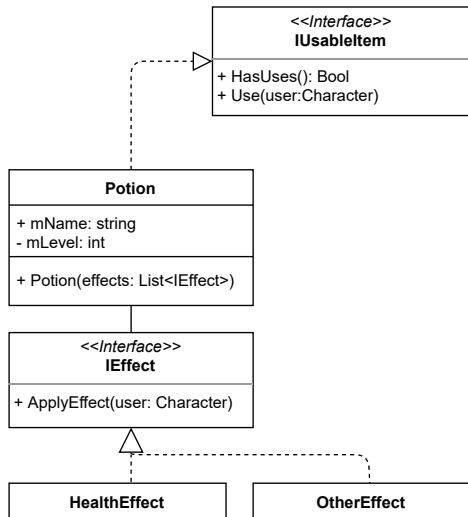 <<Interface>>
IUsableItem
+ HasUses(): Bool
+ Use(user:Character)
Potion
+ mName: string
- mLevel: int
+ Potion(effects: List<IEffect>)
<<Interface>>
IEffect
+ ApplyEffect(user: Character)
HealthEffect
OtherEffect